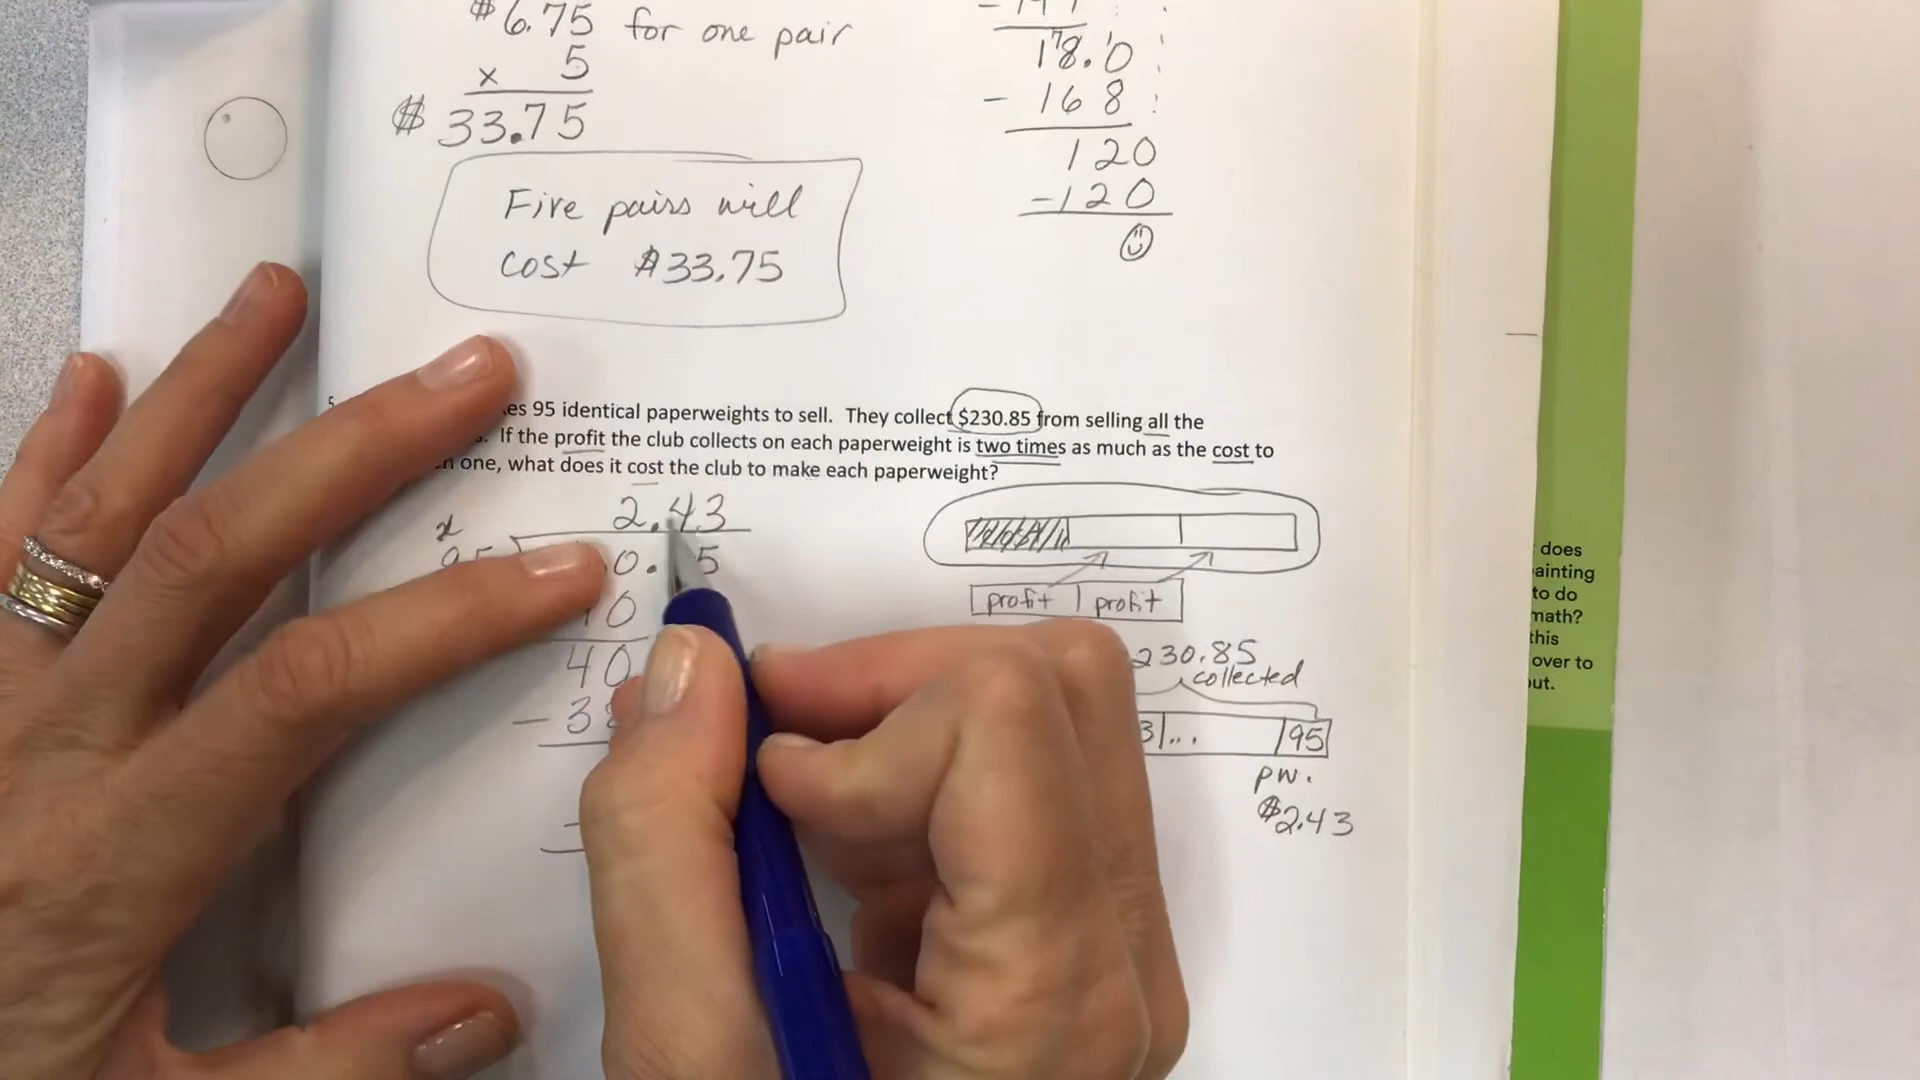 $6.75 for one pair
x 5
$33.75
Five pairs will
cost $33.75
18.0
- 168
120
-120
95 identical paperweights to sell. They collect $230.85 from selling all the
If the profit the club collects on each paperweight is two times as much as the cost to
one, what does it cost the club to make each paperweight?
2.43
40
profit profit
230.85
collected
3 ... 95
pw.
$2.43
does
ainting
to do
math?
this
over to
out.